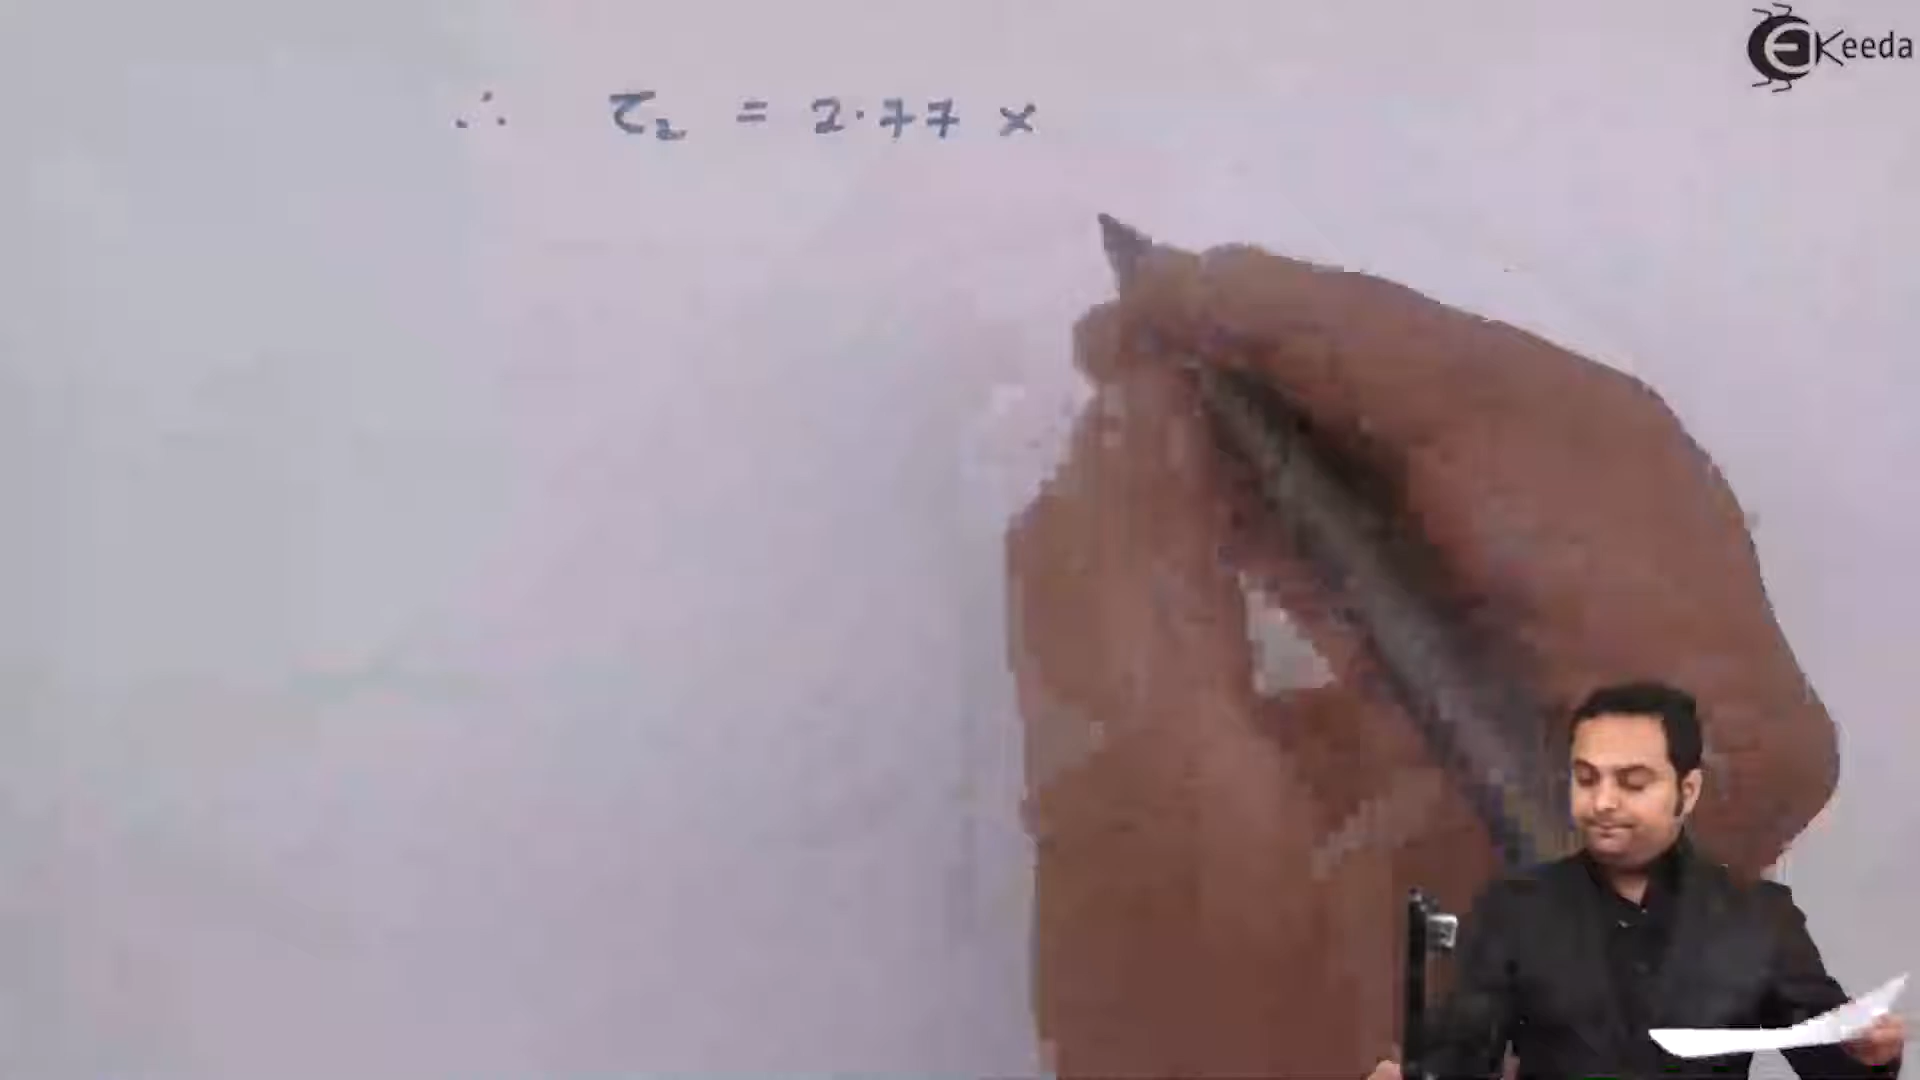 eKeeda
∴ τ₂ = 2.77 ×